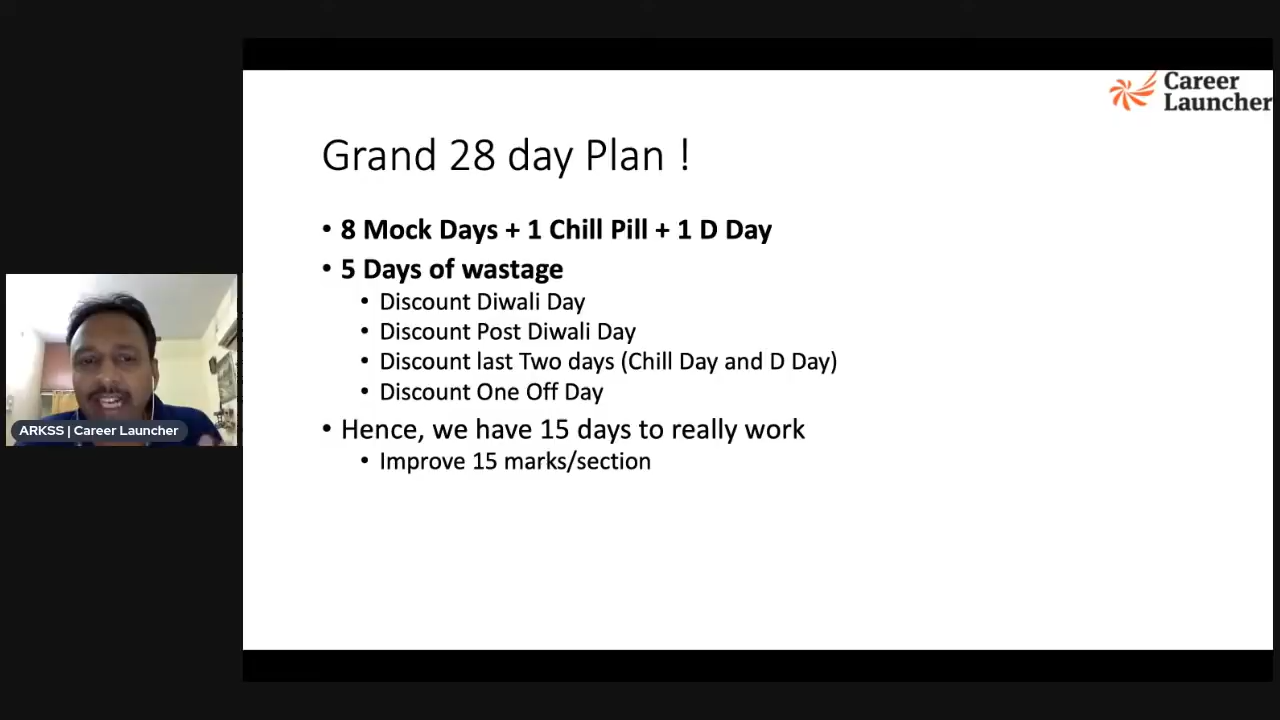 Career
Launcher
Grand 28 day Plan !
• 8 Mock Days + 1 Chill Pill + 1 D Day
• 5 Days of wastage
• Discount Diwali Day
• Discount Post Diwali Day
• Discount last Two days (Chill Day and D Day)
• Discount One Off Day
• Hence, we have 15 days to really work
• Improve 15 marks/section
ARKSS | Career Launcher